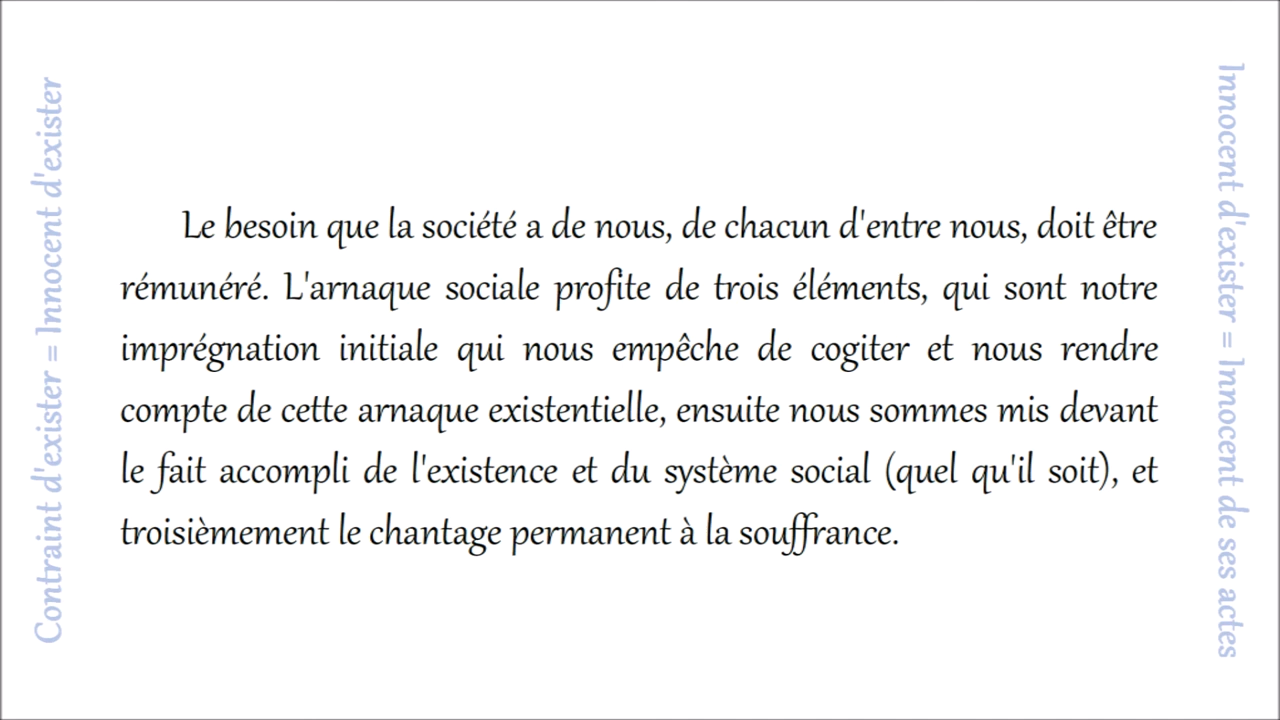 Contraint d'exister = Innocent d'exister
Le besoin que la société a de nous, de chacun d'entre nous, doit être
rémunéré. L'arnaque sociale profite de trois éléments, qui sont notre
imprégnation initiale qui nous empêche de cogiter et nous rendre
compte de cette arnaque existentielle, ensuite nous sommes mis devant
le fait accompli de l'existence et du système social (quel qu'il soit), et
troisièmement le chantage permanent à la souffrance.
Innocent d'exister = Innocent de ses actes